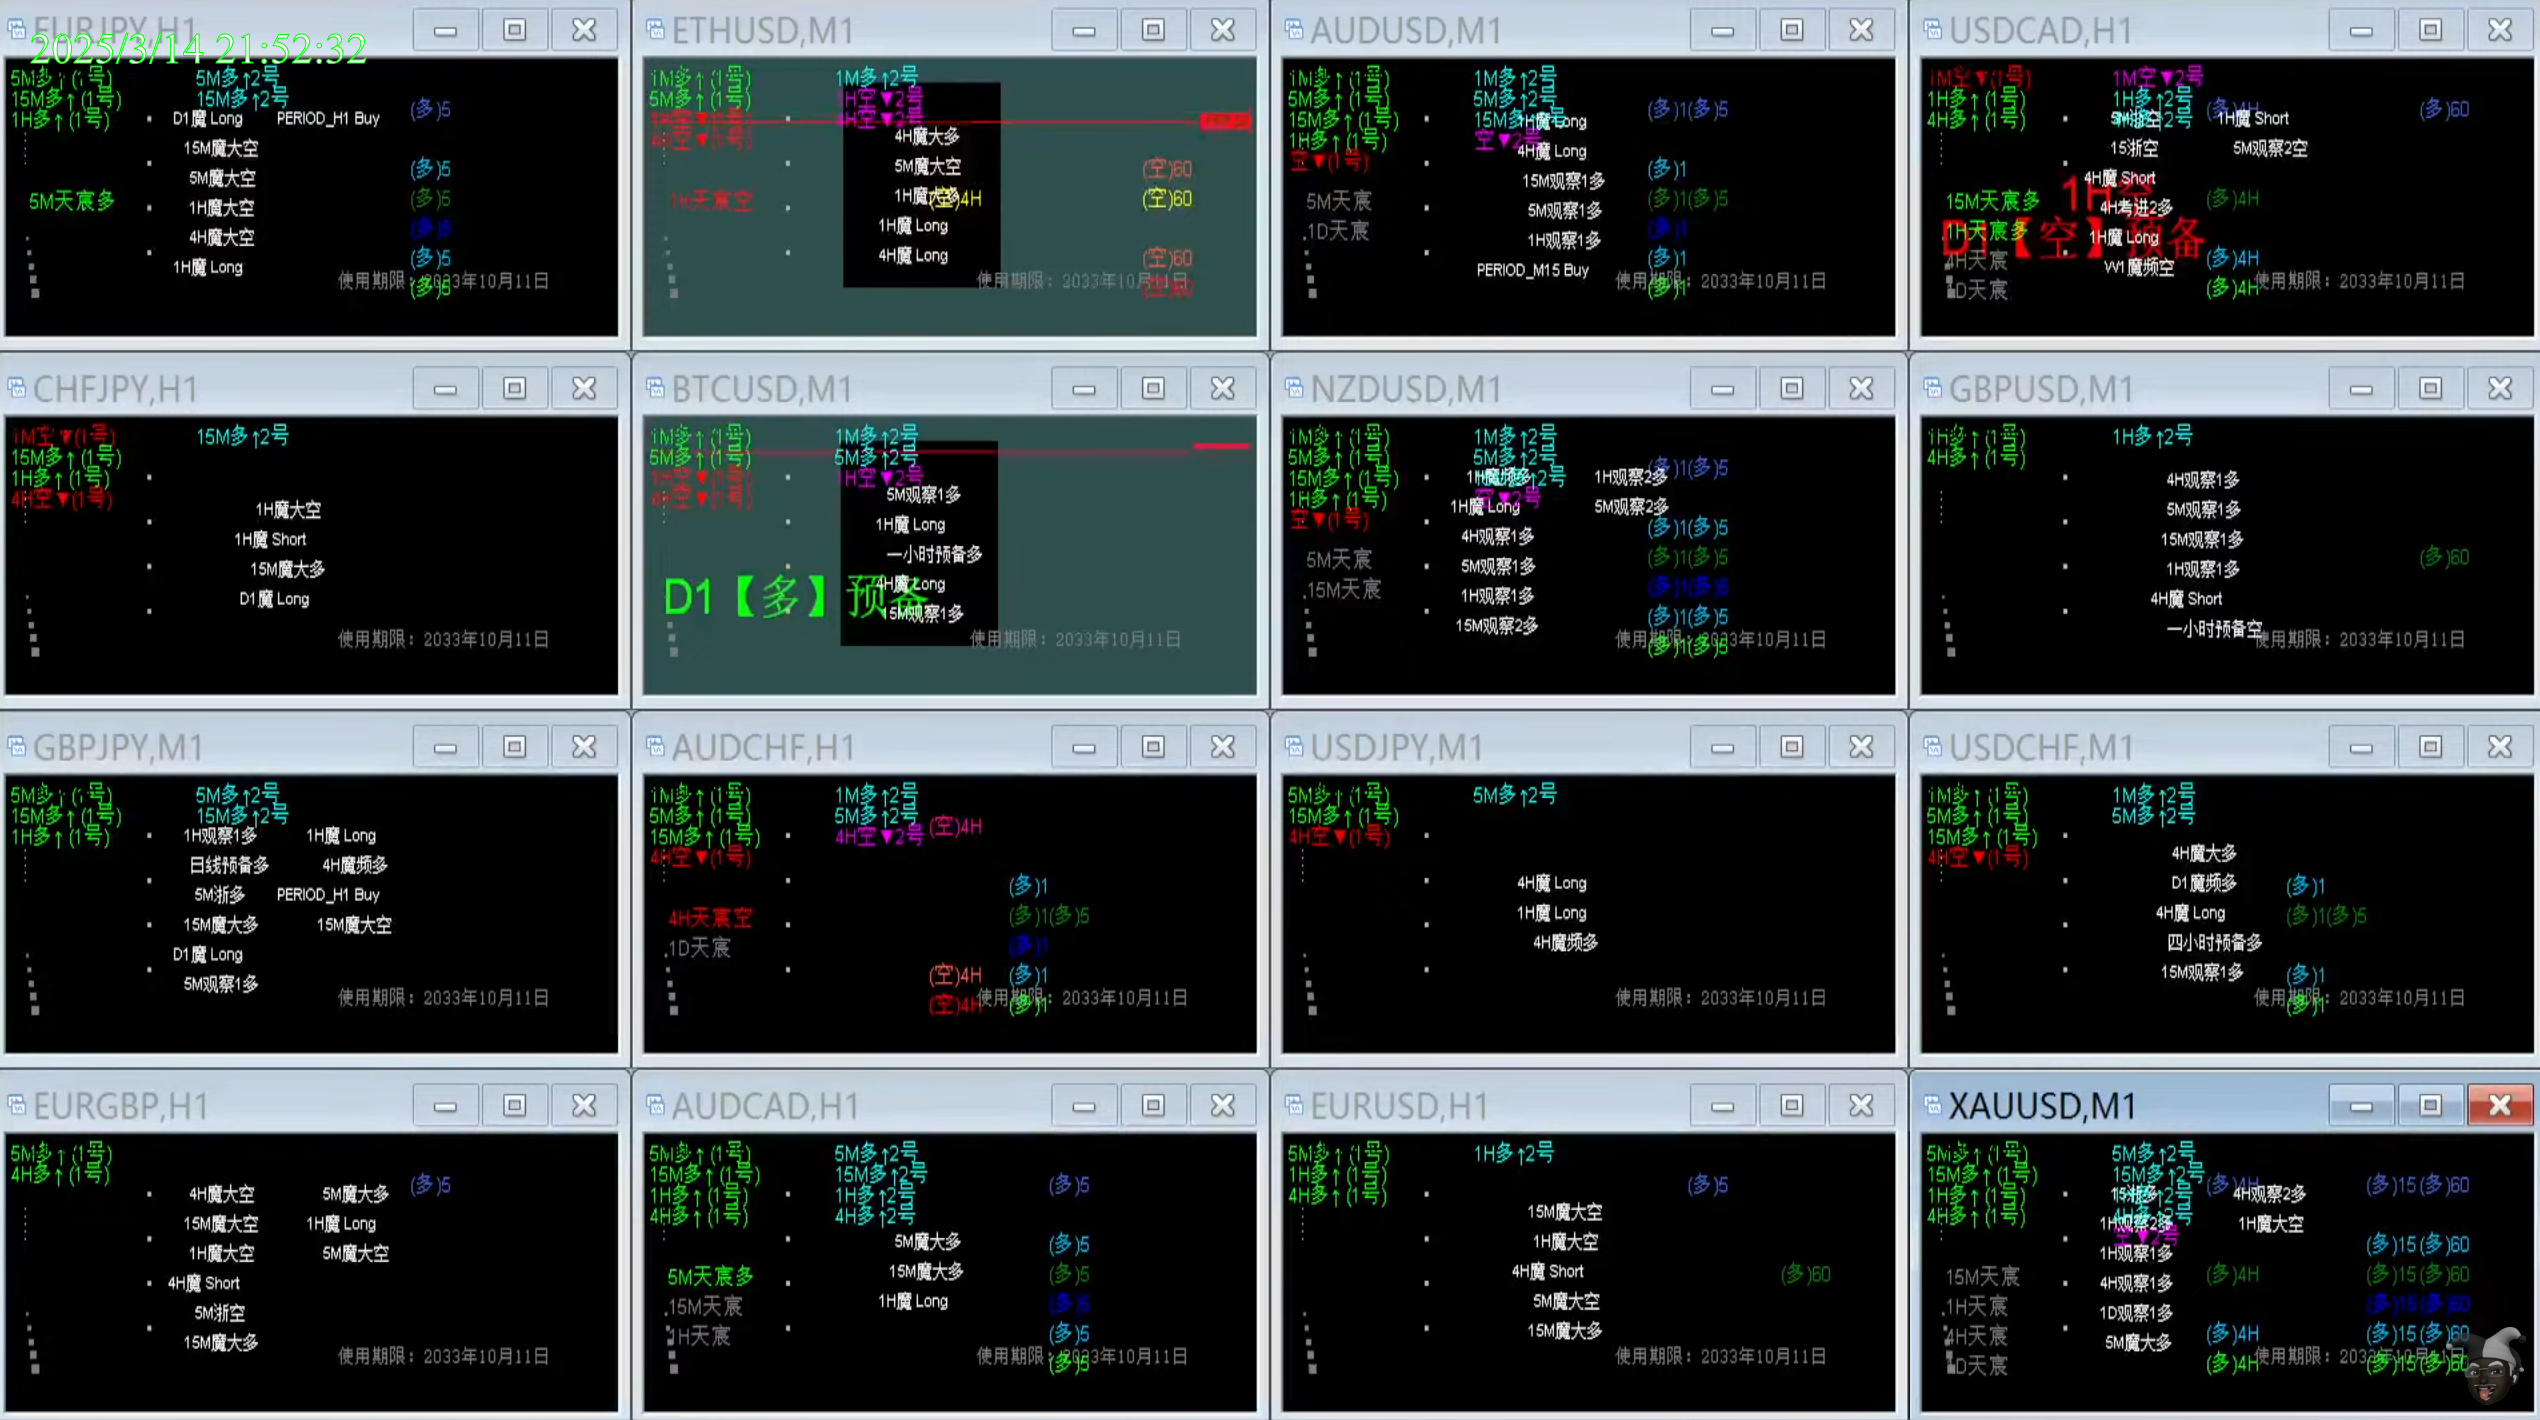 2025/3/14 21:52:32
EURJPY,H1
5M多↑(1号) 5M多↑2号
15M多↑(1号) 15M多↑2号
1H多↑(1号)
D1魔 Long PERIOD_H1 Buy (多)5
15M魔大空
5M魔大空 (多)5
5M天宸多 1H魔大空 (多)5
4H魔大空 (多)5
1H魔 Long (多)5
使用期限：2033年10月11日
(多)5
ETHUSD,M1
1M多↑(1号) 1M多↑2号
5M多↑(1号) 1H空▼2号
1H空▼(1号) 4H空▼2号
4H空▼(1号)
4H魔大多
5M魔大空 (空)60
1H天宸空 1H魔大多 (空)4H (空)60
1H魔 Long
4H魔 Long (空)60
使用期限：2033年10月11日
AUDUSD,M1
1M多↑(1号) 1M多↑2号
5M多↑(1号) 5M多↑2号 (多)1(多)5
15M多↑(1号) 15M多↑2号
1H多↑(1号) 空▼2号
空▼(1号)
1H魔 Long
4H魔 Long (多)1
5M天宸 15M观察1多 (多)1(多)5
.1D天宸 5M观察1多 (多)1
1H观察1多 (多)1
PERIOD_M15 Buy
使用期限：2033年10月11日
(多)1
USDCAD,H1
1M空▼(1号) 1M空▼2号
1H多↑(1号) (多)4H (多)60
4H多↑(1号) 1H魔 Short
15浙空 5M观察2空
4H魔 Short
15M天宸多 1H空 4H考进2多 (多)4H
1H天宸多 D1【空】预备 1H魔 Long
4H天宸 W1魔频空 (多)4H
1D天宸 (多)4H 使用期限：2033年10月11日
CHFJPY,H1
1M空▼(1号) 15M多↑2号
15M多↑(1号)
1H多↑(1号)
4H空▼(1号)
1H魔大空
1H魔 Short
15M魔大多
D1魔 Long
使用期限：2033年10月11日
BTCUSD,M1
1M多↑(1号) 1M多↑2号
5M多↑(1号) 5M多↑2号
1H空▼(1号) 1H空▼2号
4H空▼(1号)
5M观察1多
1H魔 Long
一小时预备多
D1【多】预备 4H魔 Long
15M观察1多
使用期限：2033年10月11日
NZDUSD,M1
1M多↑(1号) 1M多↑2号
5M多↑(1号) 5M多↑2号
15M多↑(1号) 1H魔频多 1H观察2多 (多)1(多)5
1H多↑(1号) 空▼2号
空▼(1号) 1H魔 Long 5M观察2多
4H观察1多 (多)1(多)5
5M天宸 5M观察1多 (多)1(多)5
.15M天宸 1H观察1多 (多)1(多)5
15M观察2多 (多)1(多)5
使用期限：2033年10月11日
(多)1(多)5
GBPUSD,M1
1H多↑(1号) 1H多↑2号
4H多↑(1号)
4H观察1多
5M观察1多
15M观察1多 (多)60
1H观察1多
4H魔 Short
一小时预备空
使用期限：2033年10月11日
GBPJPY,M1
5M多↑(1号) 5M多↑2号
15M多↑(1号) 15M多↑2号
1H多↑(1号) 1H观察1多 1H魔 Long
日线预备多 4H魔频多
5M浙多 PERIOD_H1 Buy
15M魔大多 15M魔大空
D1魔 Long
5M观察1多
使用期限：2033年10月11日
AUDCHF,H1
1M多↑(1号) 1M多↑2号
5M多↑(1号) 5M多↑2号
15M多↑(1号) 4H空▼2号 (空)4H
4H空▼(1号)
(多)1
4H天宸空 (多)1(多)5
.1D天宸 (多)1
(空)4H (多)1
(空)4H (多)1
使用期限：2033年10月11日
USDJPY,M1
5M多↑(1号) 5M多↑2号
15M多↑(1号)
4H空▼(1号)
4H魔 Long
1H魔 Long
4H魔频多
使用期限：2033年10月11日
USDCHF,M1
1M多↑(1号) 1M多↑2号
5M多↑(1号) 5M多↑2号
15M多↑(1号)
4H空▼(1号) 4H魔大多
D1魔频多 (多)1
4H魔 Long (多)1(多)5
四小时预备多
15M观察1多 (多)1
使用期限：2033年10月11日
(多)1
EURGBP,H1
5M多↑(1号)
4H多↑(1号)
4H魔大空 5M魔大多 (多)5
15M魔大空 1H魔 Long
1H魔大空 5M魔大空
4H魔 Short
5M浙空
15M魔大多
使用期限：2033年10月11日
AUDCAD,H1
5M多↑(1号) 5M多↑2号
15M多↑(1号) 15M多↑2号
1H多↑(1号) 1H多↑2号 (多)5
4H多↑(1号) 4H多↑2号
5M魔大多 (多)5
5M天宸多 15M魔大多 (多)5
.15M天宸 1H魔 Long (多)5
1H天宸 (多)5
使用期限：2033年10月11日
(多)5
EURUSD,H1
5M多↑(1号) 1H多↑2号
1H多↑(1号) (多)5
4H多↑(1号)
15M魔大空
1H魔大空
4H魔 Short (多)60
5M魔大空
15M魔大多
使用期限：2033年10月11日
XAUUSD,M1
5M多↑(1号) 5M多↑2号
15M多↑(1号) 15M多↑2号
1H多↑(1号) (多)4H 4H观察2多 (多)15(多)60
4H多↑(1号) 1H观察2多 1H魔大空
空▼2号
1H观察1多 (多)15(多)60
15M天宸 4H观察1多 (多)4H (多)15(多)60
.1H天宸 1D观察1多 (多)15(多)60
4H天宸 5M魔大多 (多)4H (多)15(多)60
1D天宸 (多)4H (多)15(多)60